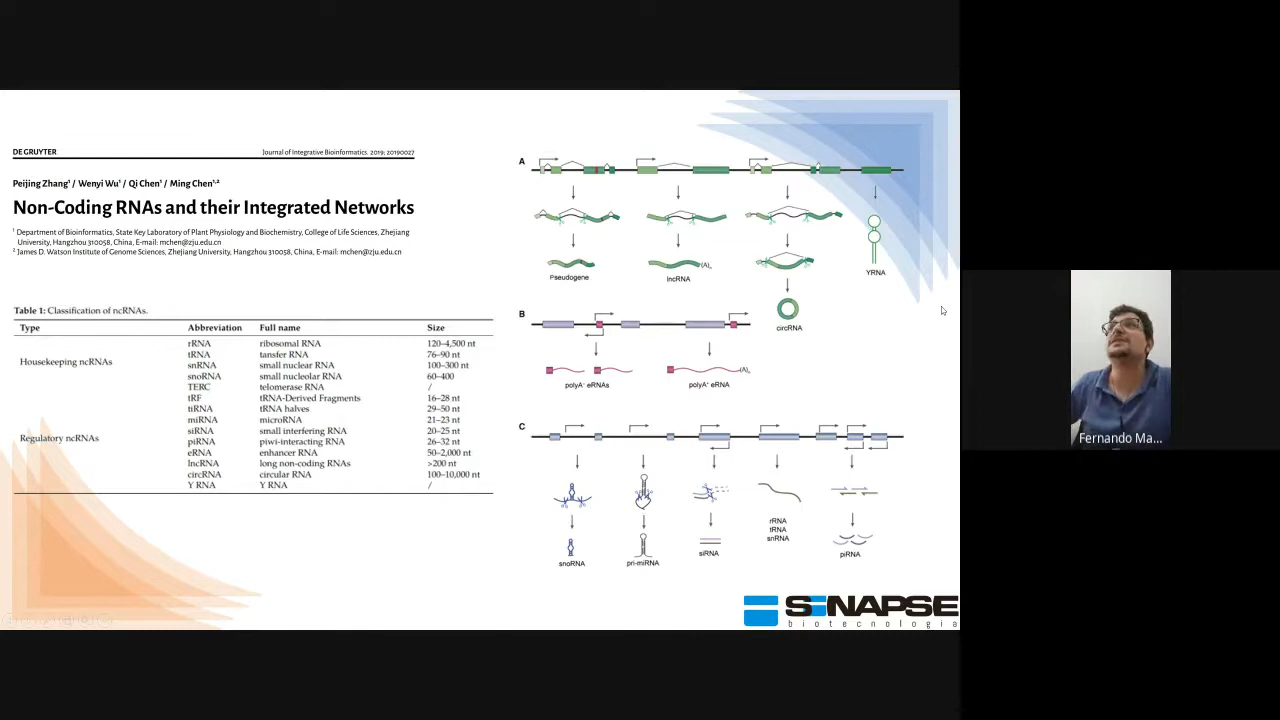 DE GRUYTER
Journal of Integrative Bioinformatics. 2019; 20190027
Peijing Zhang¹ / Wenyi Wu¹ / Qi Chen¹ / Ming Chen¹,²
Non-Coding RNAs and their Integrated Networks
¹ Department of Bioinformatics, State Key Laboratory of Plant Physiology and Biochemistry, College of Life Sciences, Zhejiang
University, Hangzhou 310058, China, E-mail: mchen@zju.edu.cn
² James D. Watson Institute of Genome Sciences, Zhejiang University, Hangzhou 310058, China, E-mail: mchen@zju.edu.cn
Table 1: Classification of ncRNAs.
Type Abbreviation Full name Size
rRNA ribosomal RNA 120–4,500 nt
tRNA tansfer RNA 76–90 nt
Housekeeping ncRNAs snRNA small nuclear RNA 100–300 nt
snoRNA small nucleolar RNA 60–400
TERC telomerase RNA /
tRF tRNA-Derived Fragments 16–28 nt
tiRNA tRNA halves 29–50 nt
miRNA microRNA 21–23 nt
siRNA small interfering RNA 20–25 nt
Regulatory ncRNAs piRNA piwi-interacting RNA 26–32 nt
eRNA enhancer RNA 50–2,000 nt
lncRNA long non-coding RNAs >200 nt
circRNA circular RNA 100–10,000 nt
Y RNA Y RNA /
A
(A)n
Pseudogene
lncRNA
YRNA
circRNA
B
(A)n
polyA⁻ eRNAs
polyA⁺ eRNA
C
rRNA
tRNA
snRNA
snoRNA
pri-miRNA
siRNA
piRNA
SINAPSE
biotecnologia
Fernando Ma...